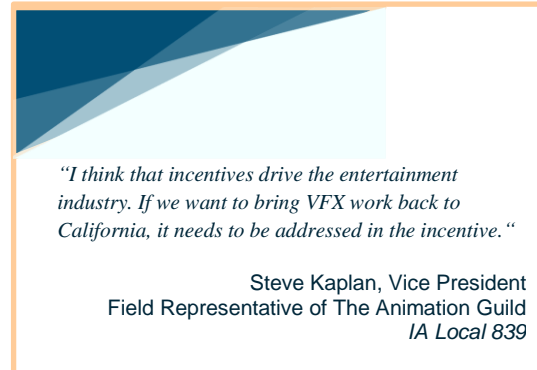 “I think that incentives drive the entertainment
industry. If we want to bring VFX work back to
California, it needs to be addressed in the incentive.“
Steve Kaplan, Vice President
Field Representative of The Animation Guild
IA Local 839